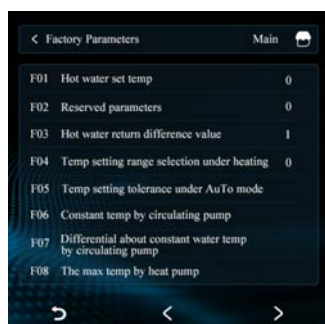 < Factory Parameters Main
F01 Hot water set temp 0
F02 Reserved parameters 0
F03 Hot water return difference value 1
F04 Temp setting range selection under heating 0
F05 Temp setting tolerance under AuTo mode
F06 Constant temp by circulating pump
F07 Differential about constant water temp
by circulating pump
F08 The max temp by heat pump